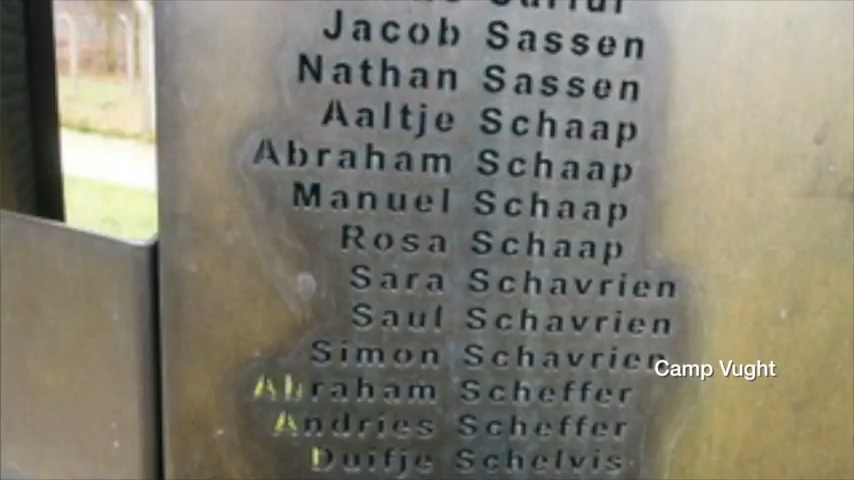 Jacob Sassen
Nathan Sassen
Aaltje Schaap
Abraham Schaap
Manuel Schaap
Rosa Schaap
Sara Schavrien
Saul Schavrien
Simon Schavrien
Camp Vught
Abraham Scheffer
Andries Scheffer
Duifje Schelvis